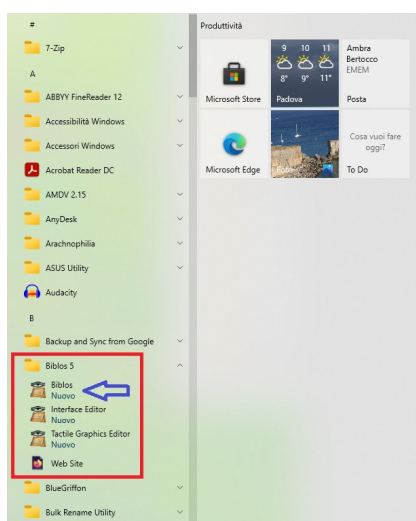 #
7-Zip
A
ABBYY FineReader 12
Accessibilità Windows
Accessori Windows
Acrobat Reader DC
AMDV 2.15
AnyDesk
Arachnophilia
ASUS Utility
Audacity
B
Backup and Sync from Google
Biblos 5
Biblos
Nuovo
Interface Editor
Nuovo
Tactile Graphics Editor
Nuovo
Web Site
BlueGriffon
Bulk Rename Utility
Produttività
Microsoft Store
9 10 11
8° 9° 11°
Padova
Ambra
Bertocco
EMEM
Posta
Microsoft Edge
Foto
Cosa vuoi fare
oggi?
To Do